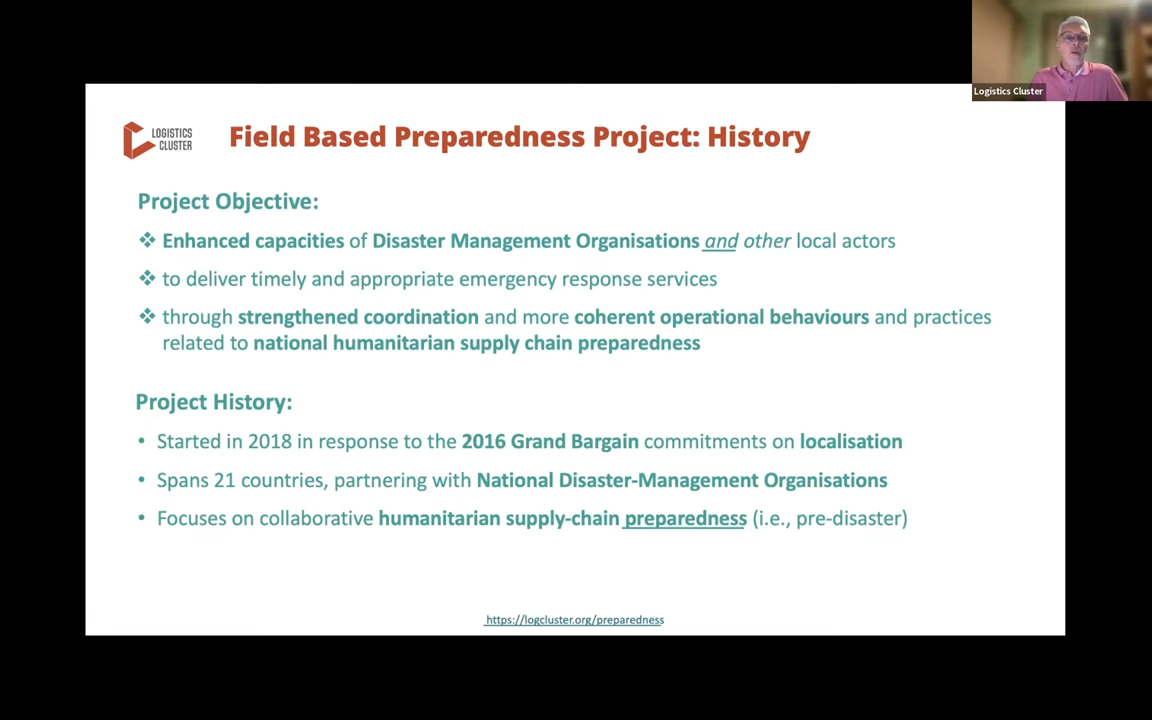 Logistics Cluster
LOGISTICS
CLUSTER
Field Based Preparedness Project: History
Project Objective:
❖ Enhanced capacities of Disaster Management Organisations and other local actors
❖ to deliver timely and appropriate emergency response services
❖ through strengthened coordination and more coherent operational behaviours and practices
related to national humanitarian supply chain preparedness
Project History:
• Started in 2018 in response to the 2016 Grand Bargain commitments on localisation
• Spans 21 countries, partnering with National Disaster-Management Organisations
• Focuses on collaborative humanitarian supply-chain preparedness (i.e., pre-disaster)
https://logcluster.org/preparedness